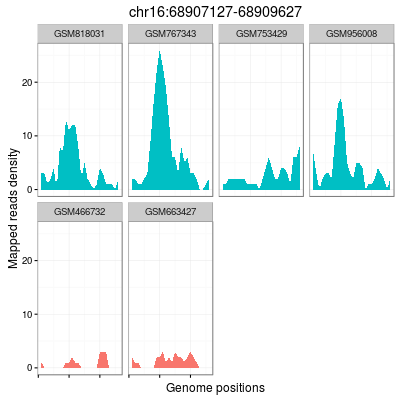 chr16:68907127-68909627
GSM818031 GSM767343 GSM753429 GSM956008
20
10
0
GSM466732 GSM663427
20
10
0
Mapped reads density
Genome positions